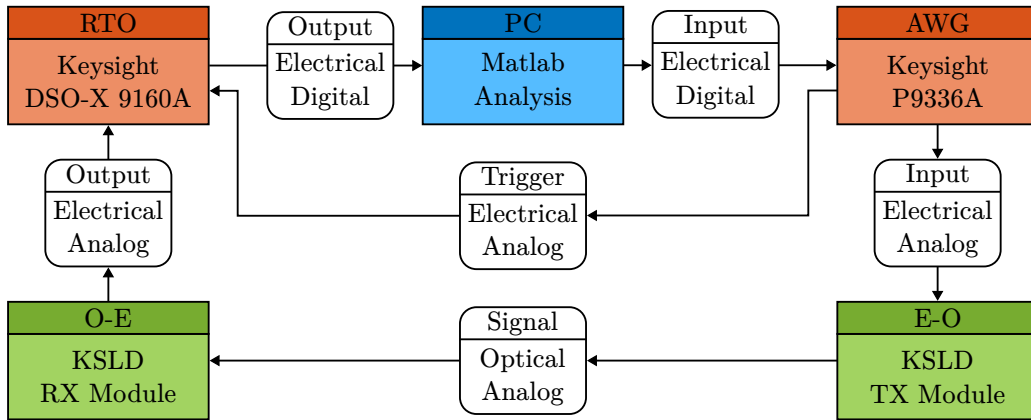 RTO
Keysight
DSO-X 9160A
Output
Electrical
Digital
PC
Matlab
Analysis
Input
Electrical
Digital
AWG
Keysight
P9336A
Output
Electrical
Analog
Trigger
Electrical
Analog
Input
Electrical
Analog
O-E
KSLD
RX Module
Signal
Optical
Analog
E-O
KSLD
TX Module